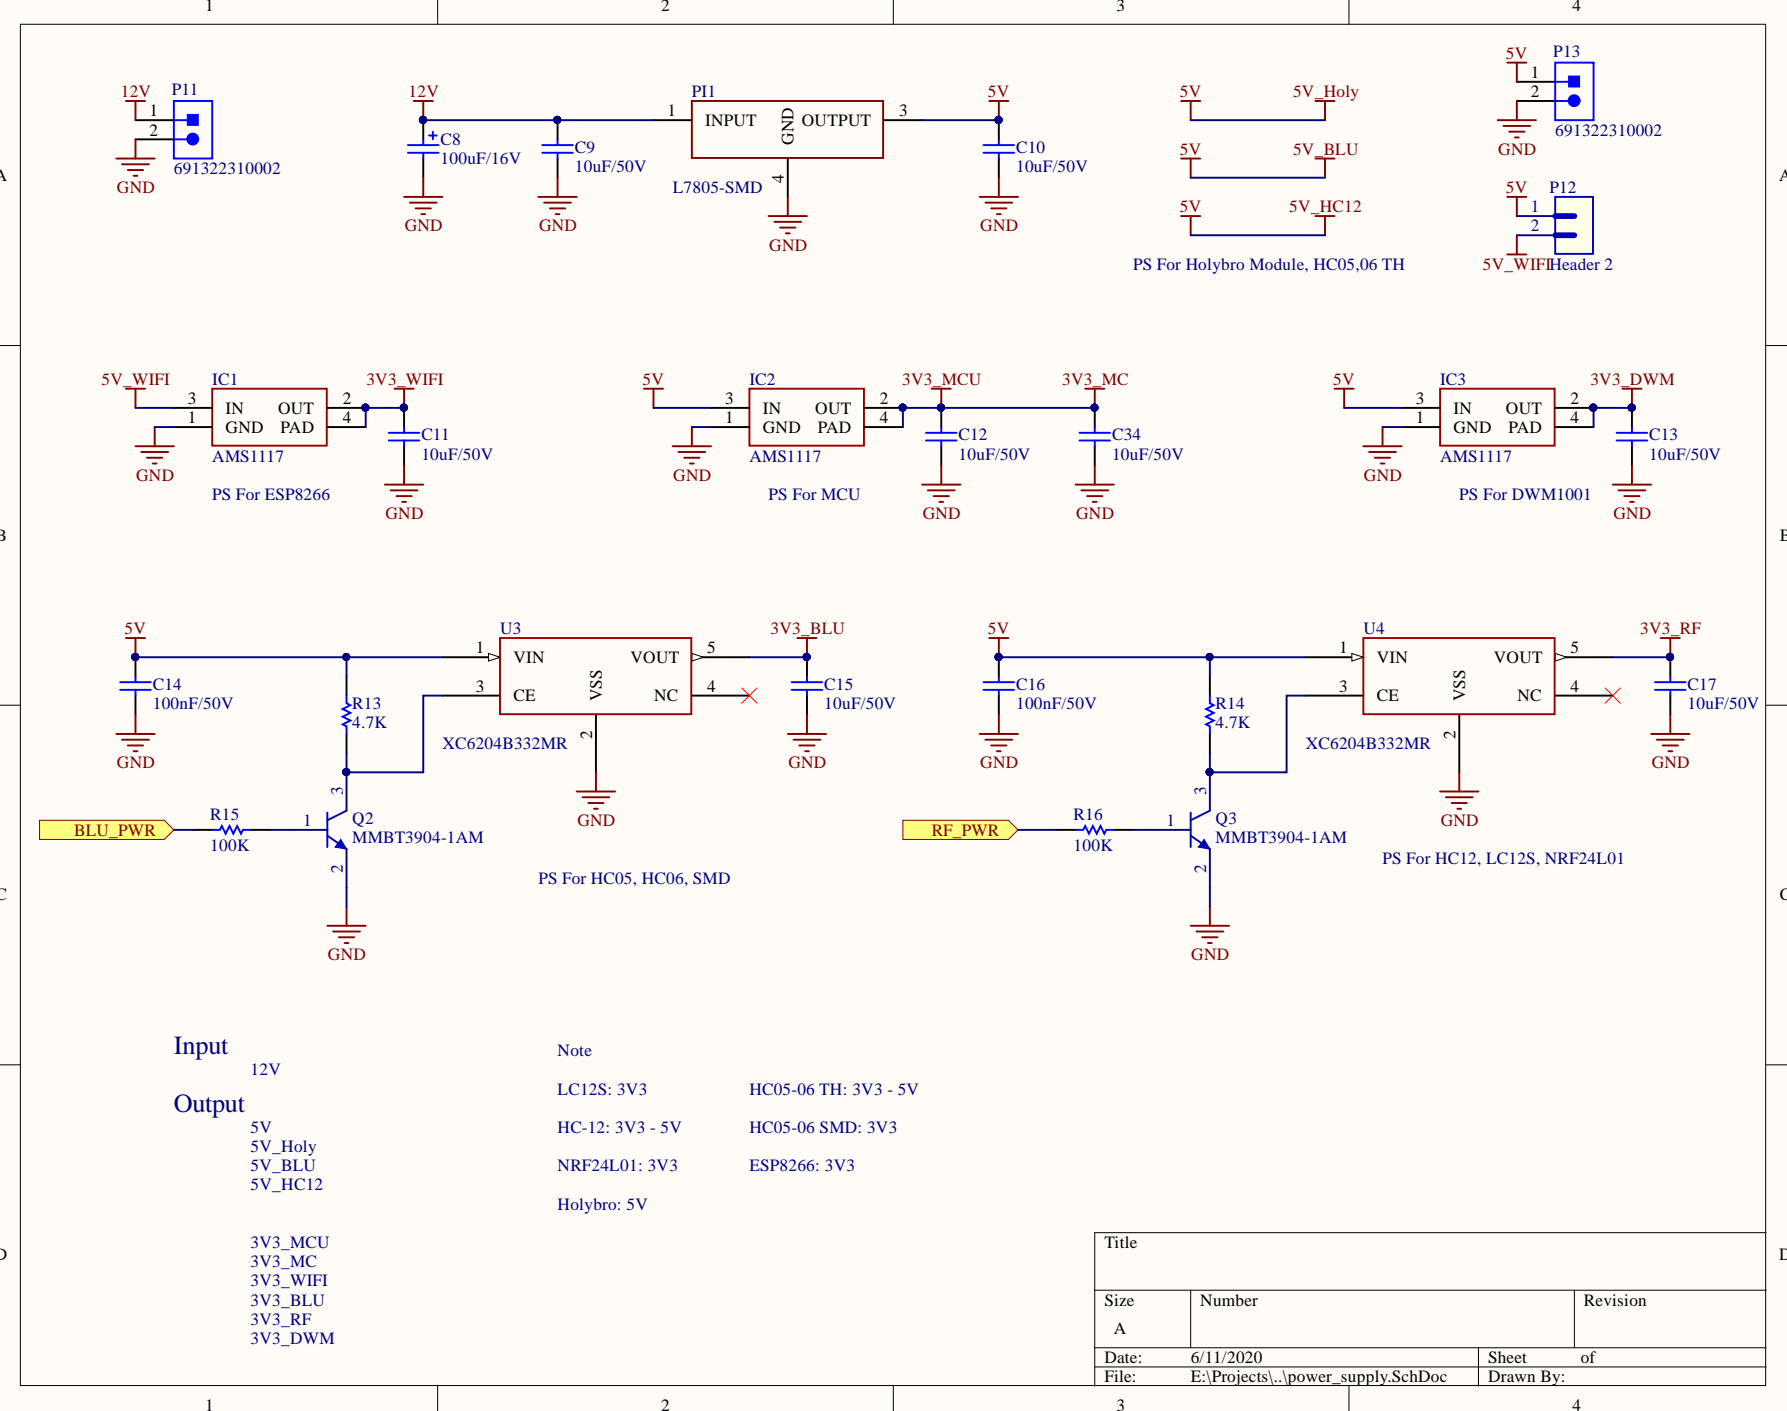 1 2 3 4
A A
B B
C C
D D
1 2 3 4
12V P11
1
2
GND
691322310002
12V
C8
+
100uF/16V
GND
C9
10uF/50V
GND
PI1
1 INPUT GND OUTPUT 3
4
L7805-SMD
GND
5V
C10
10uF/50V
GND
5V 5V_Holy
5V 5V_BLU
5V 5V_HC12
PS For Holybro Module, HC05,06 TH
5V P13
1
2
GND
691322310002
5V P12
1
2
5V_WIFI Header 2
5V_WIFI IC1 3V3_WIFI
3 IN OUT 2
1 GND PAD 4
GND
AMS1117
C11
10uF/50V
GND
PS For ESP8266
5V IC2 3V3_MCU 3V3_MC
3 IN OUT 2
1 GND PAD 4
GND
AMS1117
C12
10uF/50V
GND
C34
10uF/50V
GND
PS For MCU
5V IC3 3V3_DWM
3 IN OUT 2
1 GND PAD 4
GND
AMS1117
C13
10uF/50V
GND
PS For DWM1001
5V U3 3V3_BLU
1 VIN VOUT 5
3 CE VSS NC 4
2
C14
100nF/50V
GND
R13
4.7K
XC6204B332MR
GND
C15
10uF/50V
GND
BLU_PWR
R15
100K
1
3
2
Q2
MMBT3904-1AM
GND
PS For HC05, HC06, SMD
5V U4 3V3_RF
1 VIN VOUT 5
3 CE VSS NC 4
2
C16
100nF/50V
GND
R14
4.7K
XC6204B332MR
GND
C17
10uF/50V
GND
RF_PWR
R16
100K
1
3
2
Q3
MMBT3904-1AM
GND
PS For HC12, LC12S, NRF24L01
Input
12V
Output
5V
5V_Holy
5V_BLU
5V_HC12
3V3_MCU
3V3_MC
3V3_WIFI
3V3_BLU
3V3_RF
3V3_DWM
Note
LC12S: 3V3 HC05-06 TH: 3V3 - 5V
HC-12: 3V3 - 5V HC05-06 SMD: 3V3
NRF24L01: 3V3 ESP8266: 3V3
Holybro: 5V
Title
Size Number Revision
A
Date: 6/11/2020 Sheet of
File: E:\Projects\..\power_supply.SchDoc Drawn By: